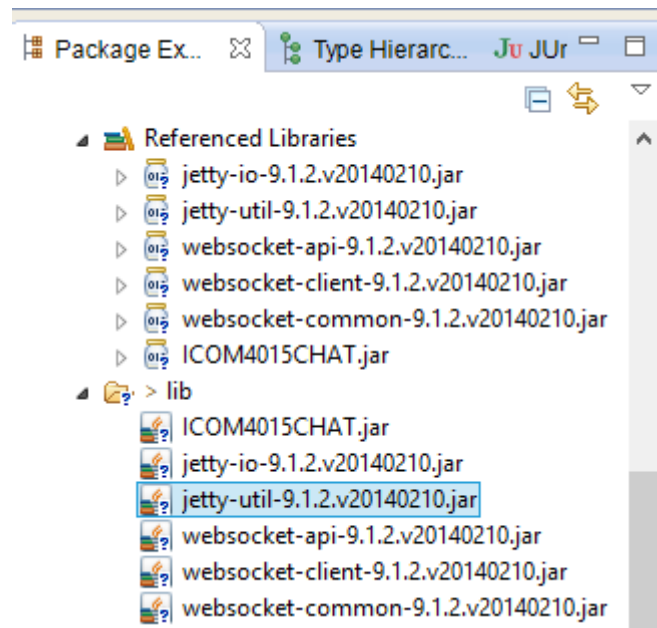 Package Ex... Type Hierarc... Ju JUr
Referenced Libraries
jetty-io-9.1.2.v20140210.jar
jetty-util-9.1.2.v20140210.jar
websocket-api-9.1.2.v20140210.jar
websocket-client-9.1.2.v20140210.jar
websocket-common-9.1.2.v20140210.jar
ICOM4015CHAT.jar
> lib
ICOM4015CHAT.jar
jetty-io-9.1.2.v20140210.jar
jetty-util-9.1.2.v20140210.jar
websocket-api-9.1.2.v20140210.jar
websocket-client-9.1.2.v20140210.jar
websocket-common-9.1.2.v20140210.jar